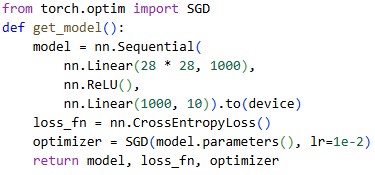 from torch.optim import SGD
def get_model():
    model = nn.Sequential(
        nn.Linear(28 * 28, 1000),
        nn.ReLU(),
        nn.Linear(1000, 10)).to(device)
    loss_fn = nn.CrossEntropyLoss()
    optimizer = SGD(model.parameters(), lr=1e-2)
    return model, loss_fn, optimizer